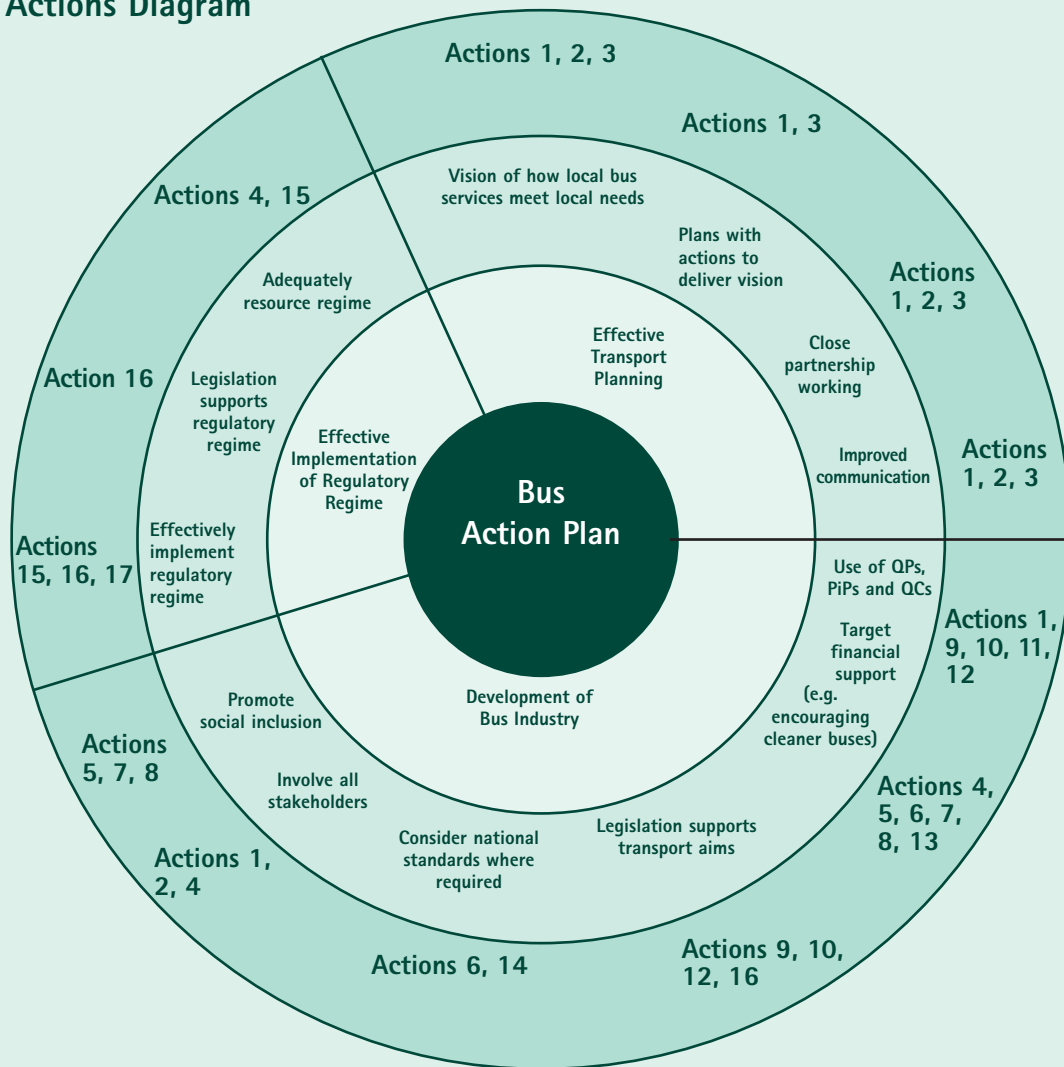 Actions Diagram
Actions 1, 2, 3
Actions 1, 3
Actions
1, 2, 3
Actions
1, 2, 3
Actions 4, 15
Action 16
Actions
15, 16, 17
Vision of how local bus
services meet local needs
Plans with
actions to
deliver vision
Close
partnership
working
Improved
communication
Adequately
resource regime
Legislation
supports
regulatory
regime
Effectively
implement
regulatory
regime
Effective
Transport
Planning
Effective
Implementation
of Regulatory
Regime
Bus
Action Plan
Development of
Bus Industry
Use of QPs,
PiPs and QCs
Target
financial
support
(e.g.
encouraging
cleaner buses)
Legislation supports
transport aims
Consider national
standards where
required
Involve all
stakeholders
Promote
social inclusion
Actions 1,
9, 10, 11,
12
Actions 4,
5, 6, 7,
8, 13
Actions 9, 10,
12, 16
Actions 6, 14
Actions 1,
2, 4
Actions
5, 7, 8